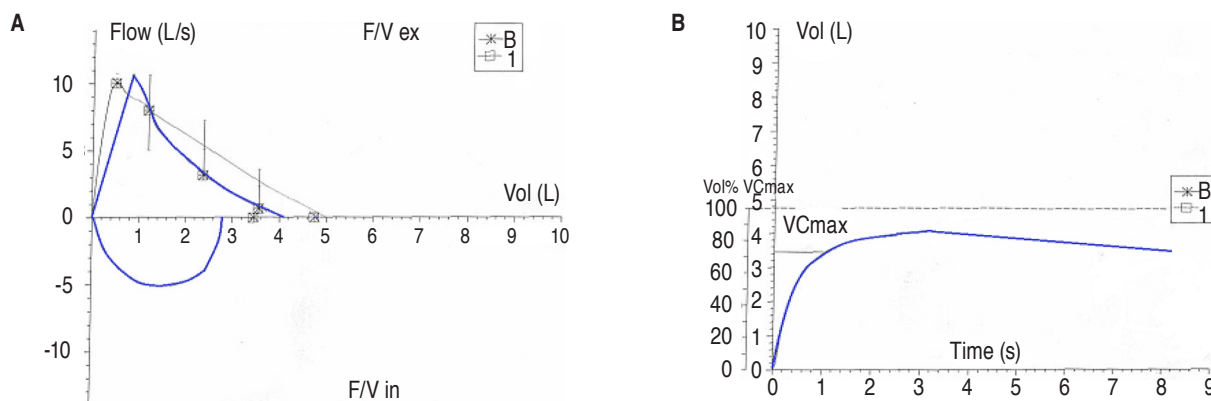 A
Flow (L/s)
F/V ex
B
1
10
5
0
-5
-10
1 2 3 4 5 6 7 8 9 10
Vol (L)
F/V in
B
Vol (L)
10
9
8
7
6
5
4
3
2
1
0
Vol% VCmax
100
80
60
40
20
0
VCmax
B
1
Time (s)
0 1 2 3 4 5 6 7 8 9